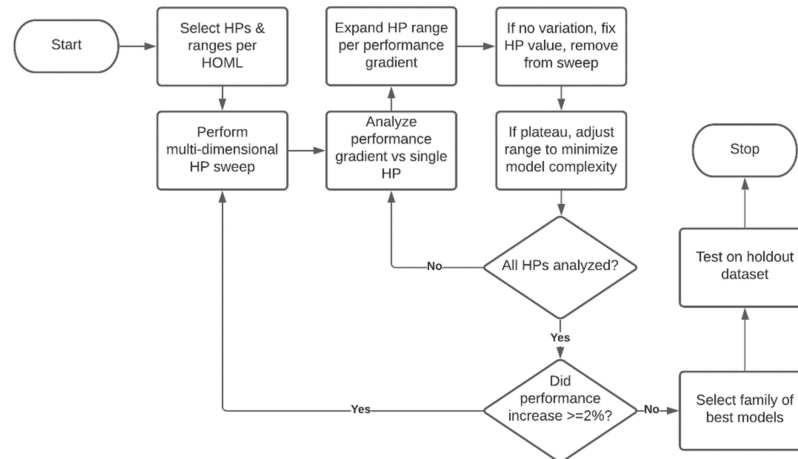 Start
Select HPs &
ranges per
HOML
Perform
multi-dimensional
HP sweep
Analyze
performance
gradient vs single
HP
Expand HP range
per performance
gradient
If no variation, fix
HP value, remove
from sweep
If plateau, adjust
range to minimize
model complexity
All HPs analyzed?
No
Yes
Did
performance
increase >=2%?
Yes
No
Select family of
best models
Test on holdout
dataset
Stop